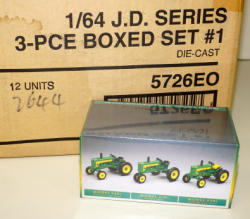 1/64 J.D. SERIES
3-PCE BOXED SET #1
DIE-CAST
12 UNITS
5726EO
2644